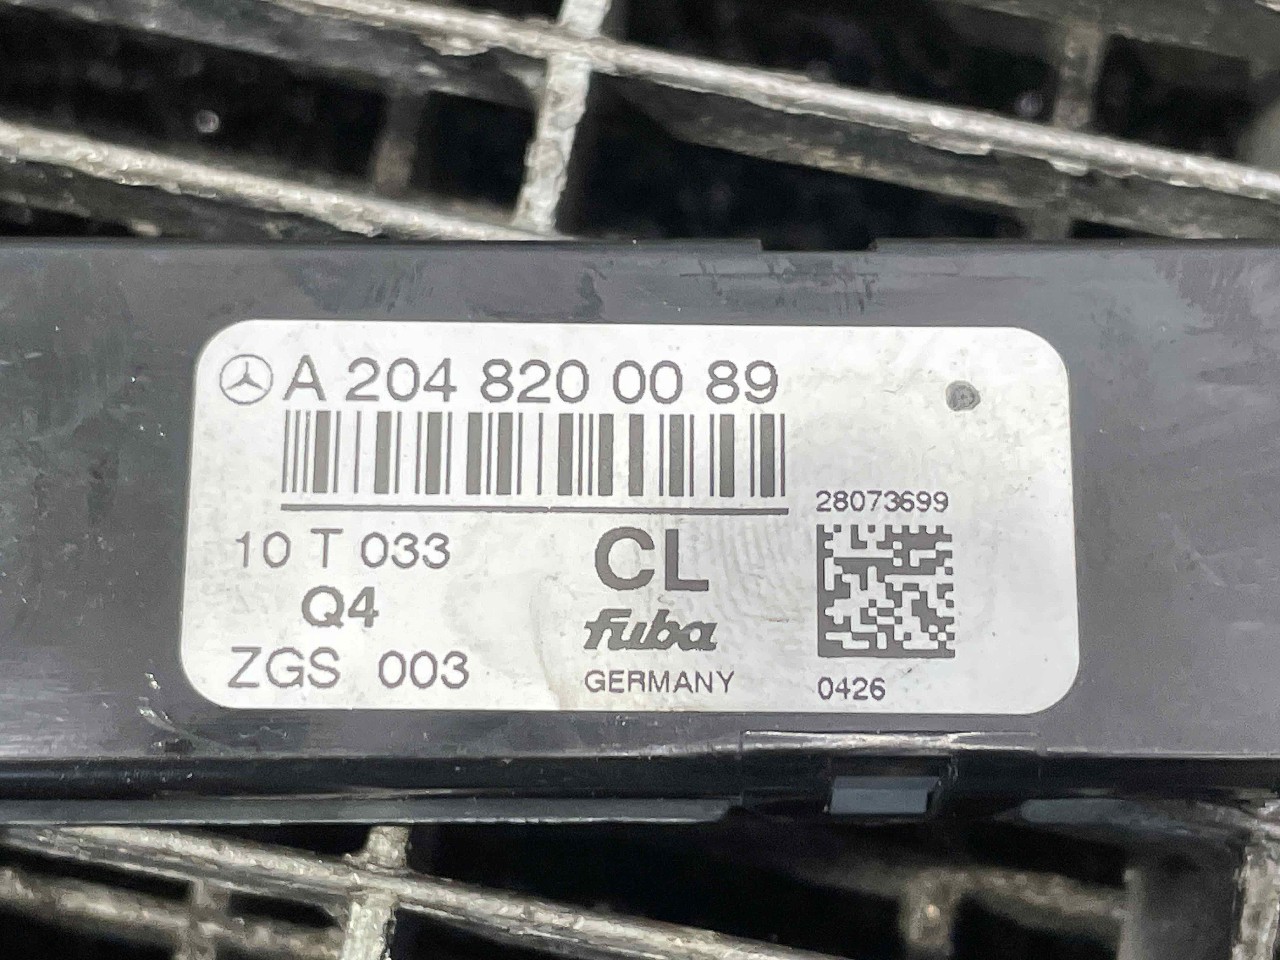 A 204 820 00 89
28073699
10 T 033
CL
Q4
fuba
ZGS 003
GERMANY
0426